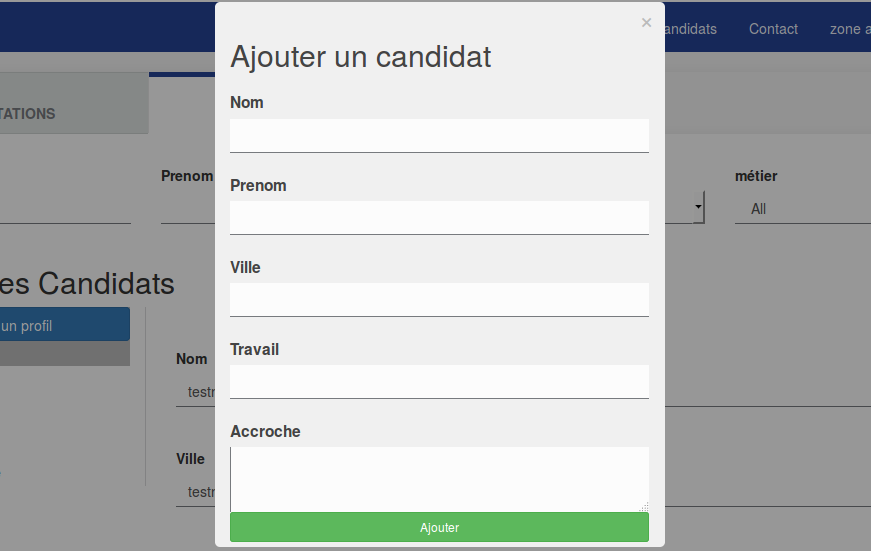 ×
andidats Contact zone a
Ajouter un candidat
TATIONS
Nom
Prenom métier
Prenom
All
Ville
es Candidats
un profil
Travail
Nom
testr
Accroche
Ville
testr
Ajouter